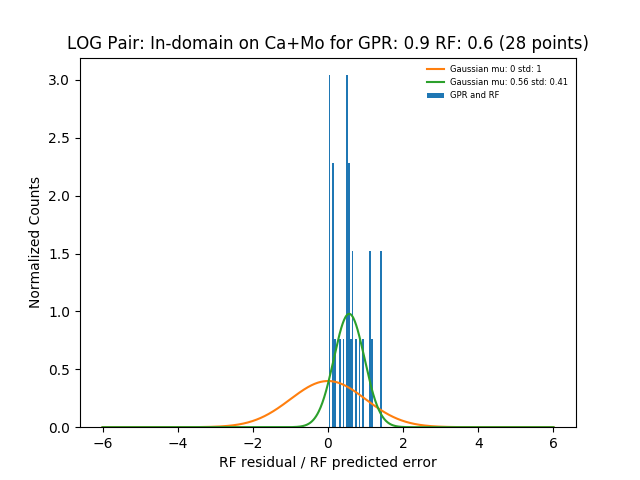 LOG Pair: In-domain on Ca+Mo for GPR: 0.9 RF: 0.6 (28 points)
Gaussian mu: 0 std: 1
Gaussian mu: 0.56 std: 0.41
GPR and RF
3.0
2.5
2.0
1.5
1.0
0.5
0.0
Normalized Counts
−6 −4 −2 0 2 4 6
RF residual / RF predicted error